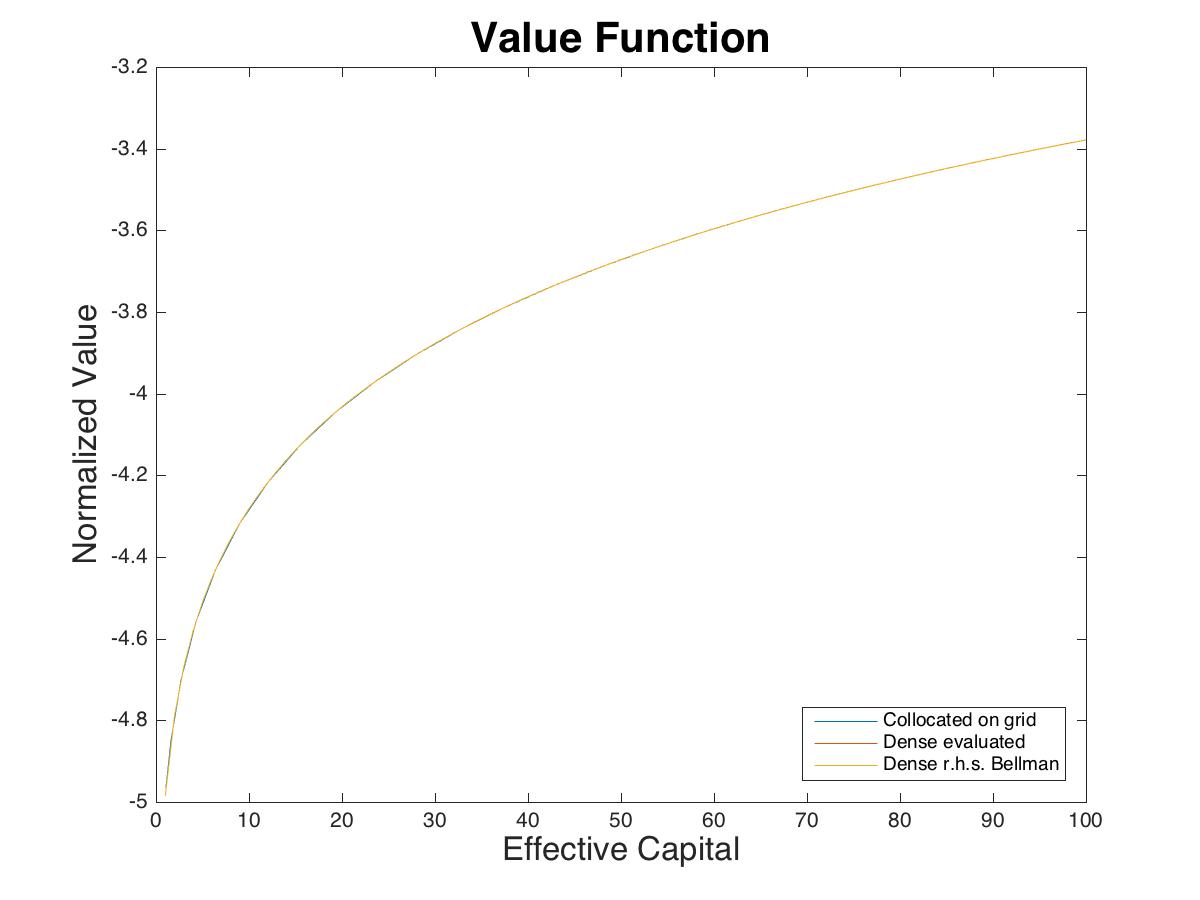 Value Function
-3.2
-3.4
-3.6
-3.8
-4
-4.2
-4.4
-4.6
-4.8
-5
Normalized Value
Collocated on grid
Dense evaluated
Dense r.h.s. Bellman
0 10 20 30 40 50 60 70 80 90 100
Effective Capital